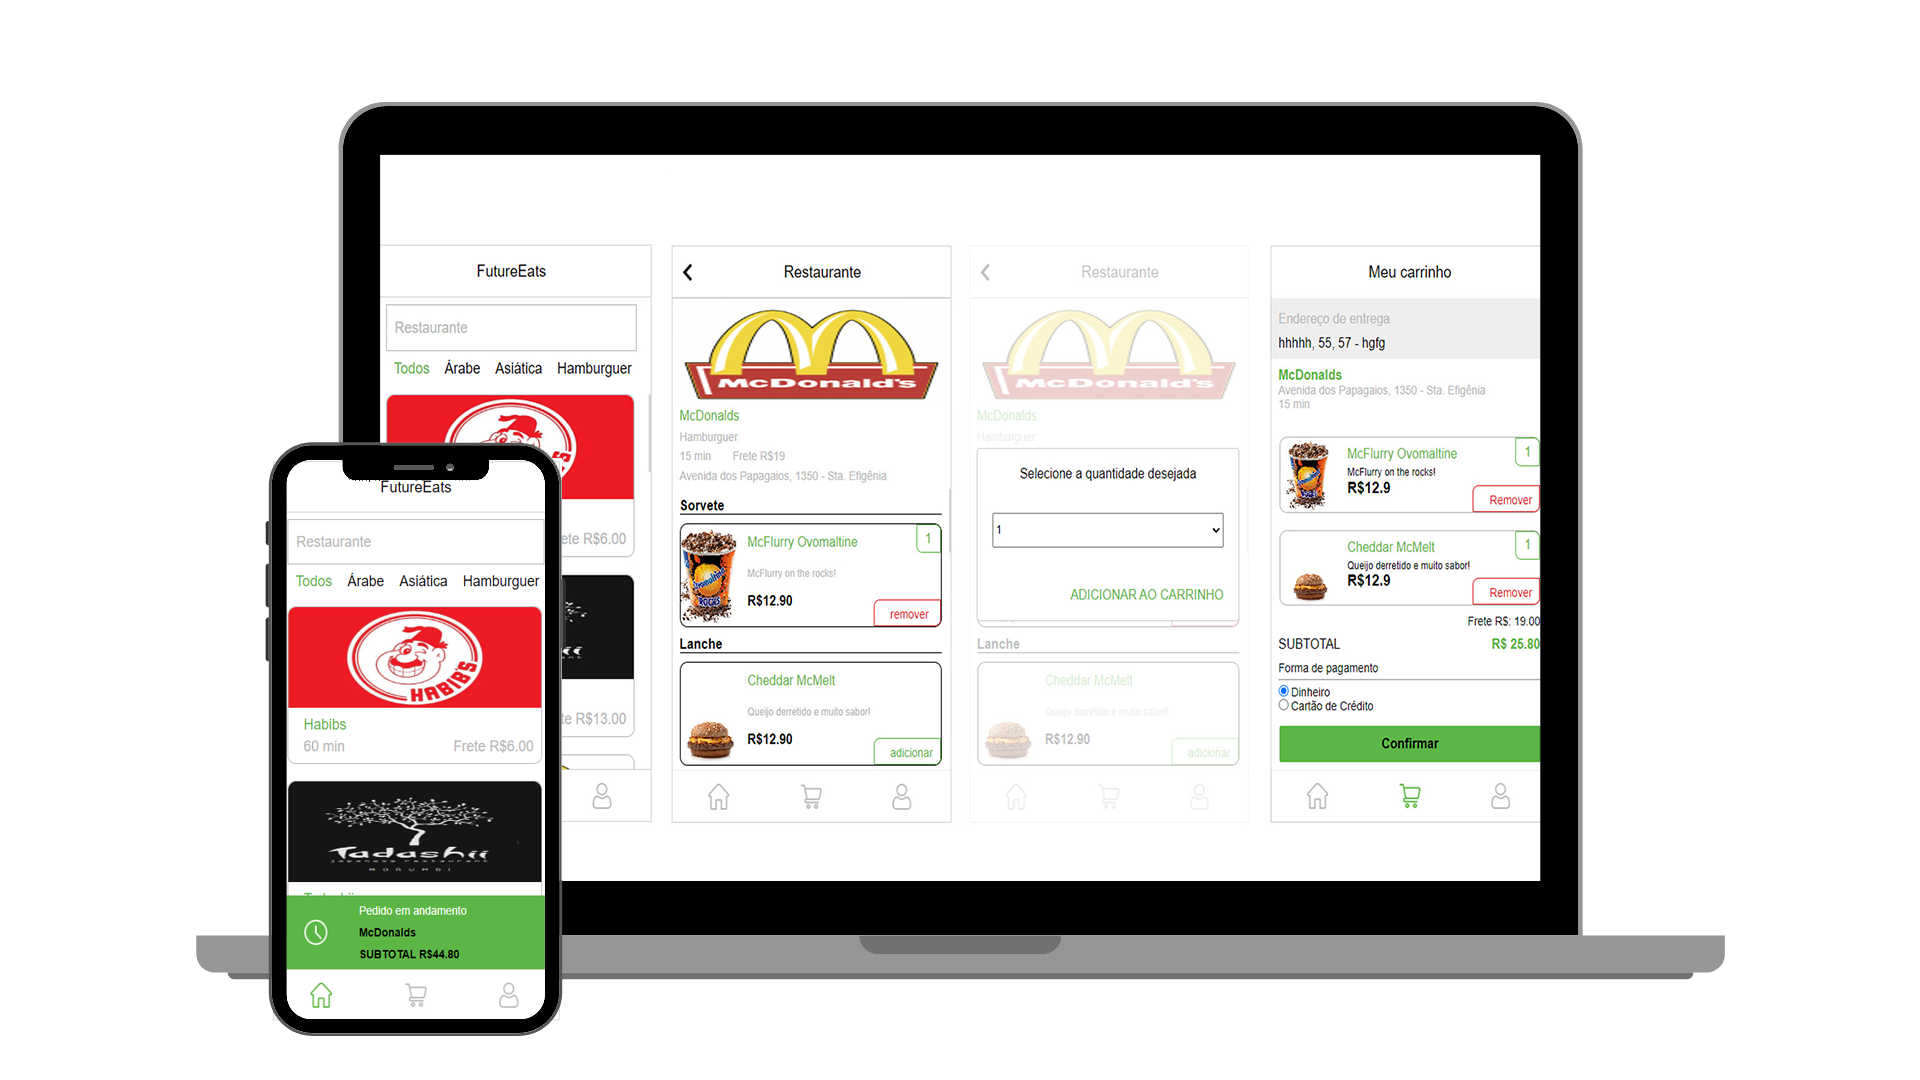 FutureEats
Restaurante
Todos Árabe Asiática Hamburguer
ete R$6.00
te R$13.00
Restaurante
McDonald's
McDonalds
Hamburguer
15 min Frete R$19
Avenida dos Papagaios, 1350 - Sta. Efigênia
Sorvete
McFlurry Ovomaltine 1
McFlurry on the rocks!
R$12.90
remover
Lanche
Cheddar McMelt
Queijo derretido e muito sabor!
R$12.90
adicionar
Restaurante
McDonald's
McDonalds
Hamburguer
Selecione a quantidade desejada
1
ADICIONAR AO CARRINHO
Lanche
Cheddar McMelt
Queijo derretido e muito sabor!
R$12.90
adicionar
Meu carrinho
Endereço de entrega
hhhhh, 55, 57 - hgfg
McDonalds
Avenida dos Papagaios, 1350 - Sta. Efigênia
15 min
McFlurry Ovomaltine 1
McFlurry on the rocks!
R$12.9
Remover
Cheddar McMelt 1
Queijo derretido e muito sabor!
R$12.9
Remover
Frete R$: 19.00
SUBTOTAL R$ 25.80
Forma de pagamento
Dinheiro
Cartão de Crédito
Confirmar
FutureEats
Restaurante
Todos Árabe Asiática Hamburguer
HABIB'S
Habibs
60 min Frete R$6.00
Tadashii
japanese restaurant
MORUMBI
Pedido em andamento
McDonalds
SUBTOTAL R$44.80